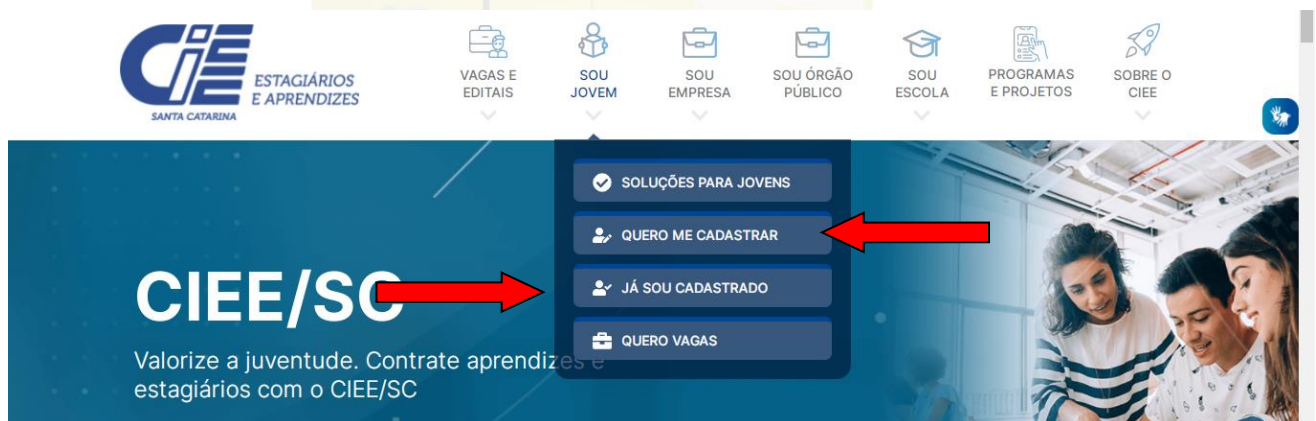 CIEE
ESTAGIÁRIOS
E APRENDIZES
SANTA CATARINA
VAGAS E
EDITAIS
SOU
JOVEM
SOU
EMPRESA
SOU ÓRGÃO
PÚBLICO
SOU
ESCOLA
PROGRAMAS
E PROJETOS
SOBRE O
CIEE
SOLUÇÕES PARA JOVENS
QUERO ME CADASTRAR
JÁ SOU CADASTRADO
QUERO VAGAS
CIEE/SC
Valorize a juventude. Contrate aprendizes e
estagiários com o CIEE/SC